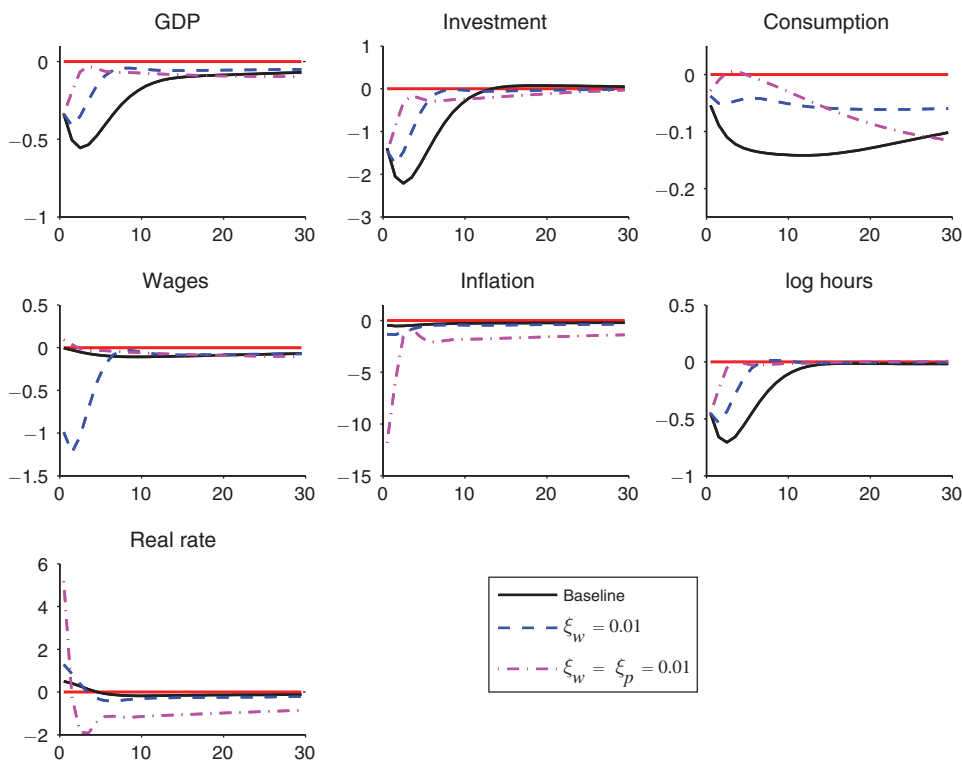 GDP
0
−0.5
−1
0 10 20 30
Investment
1
0
−1
−2
−3
0 10 20 30
Consumption
0
−0.1
−0.2
0 10 20 30
Wages
0.5
0
−0.5
−1
−1.5
0 10 20 30
Inflation
0
−5
−10
−15
0 10 20 30
log hours
0.5
0
−0.5
−1
0 10 20 30
Real rate
6
4
2
0
−2
0 10 20 30
Baseline
ξw = 0.01
ξw = ξp = 0.01